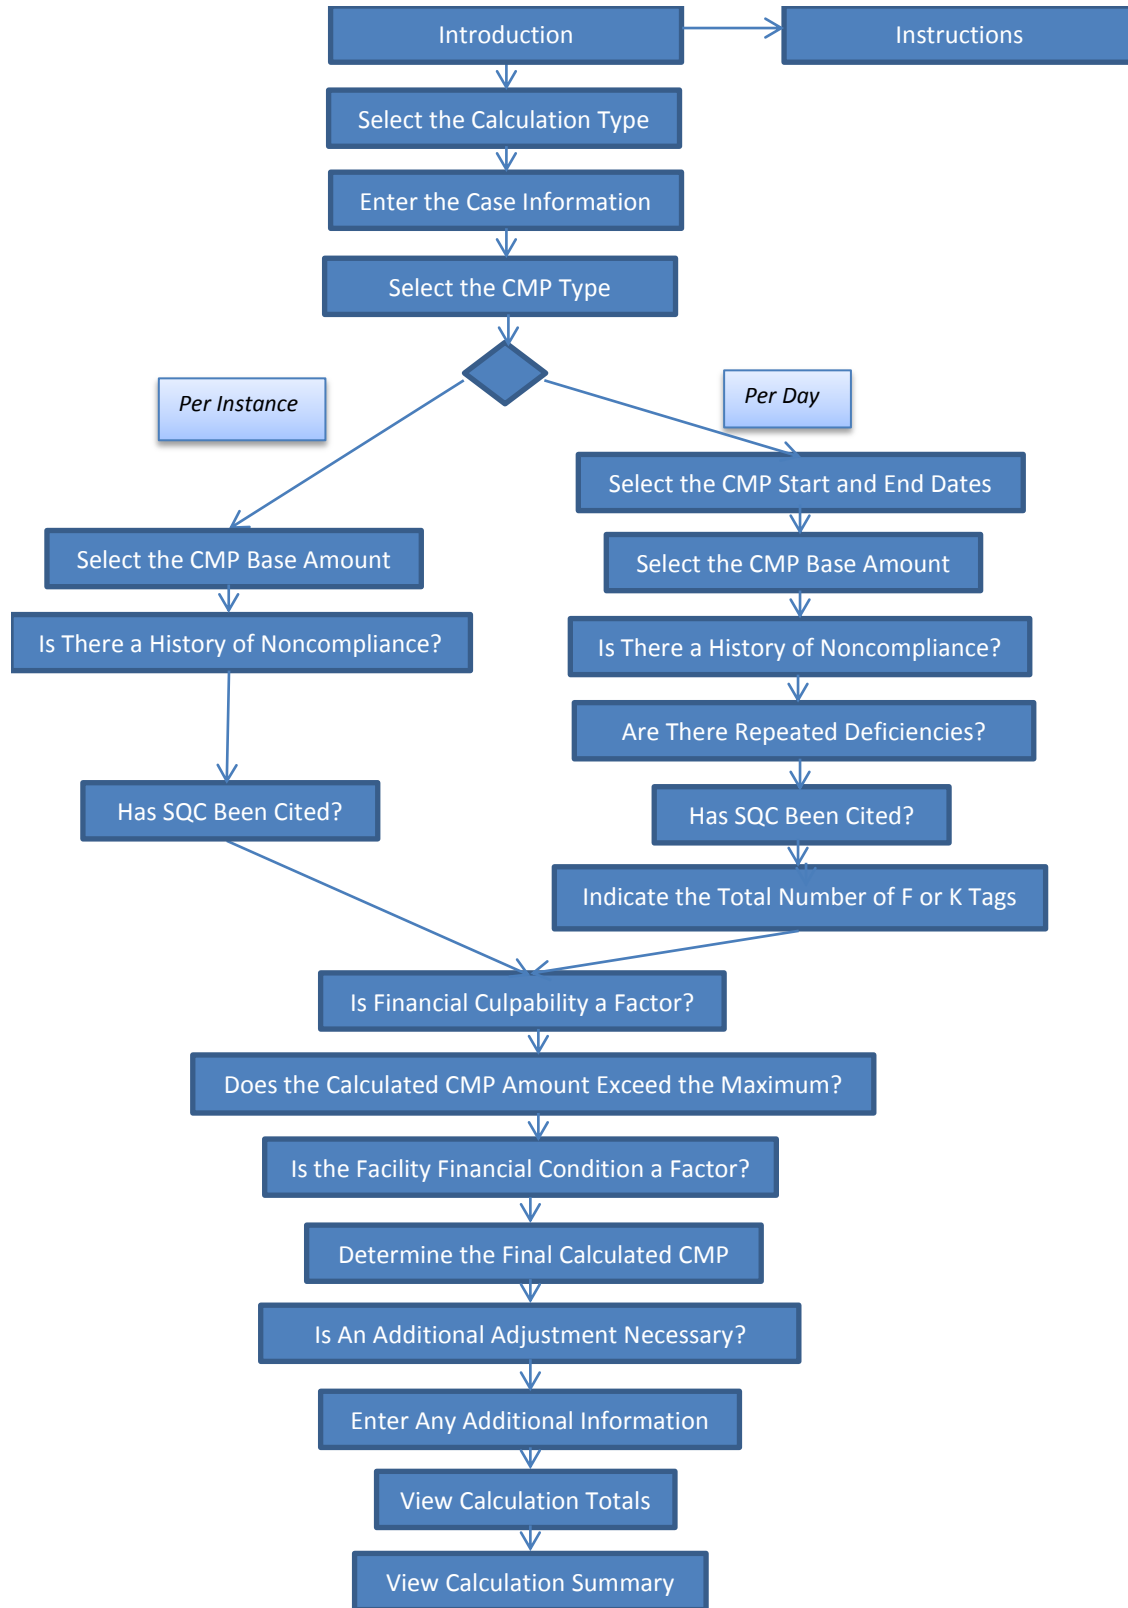 Introduction
Instructions
Select the Calculation Type
Enter the Case Information
Select the CMP Type
Per Instance
Per Day
Select the CMP Start and End Dates
Select the CMP Base Amount
Select the CMP Base Amount
Is There a History of Noncompliance?
Is There a History of Noncompliance?
Are There Repeated Deficiencies?
Has SQC Been Cited?
Has SQC Been Cited?
Indicate the Total Number of F or K Tags
Is Financial Culpability a Factor?
Does the Calculated CMP Amount Exceed the Maximum?
Is the Facility Financial Condition a Factor?
Determine the Final Calculated CMP
Is An Additional Adjustment Necessary?
Enter Any Additional Information
View Calculation Totals
View Calculation Summary